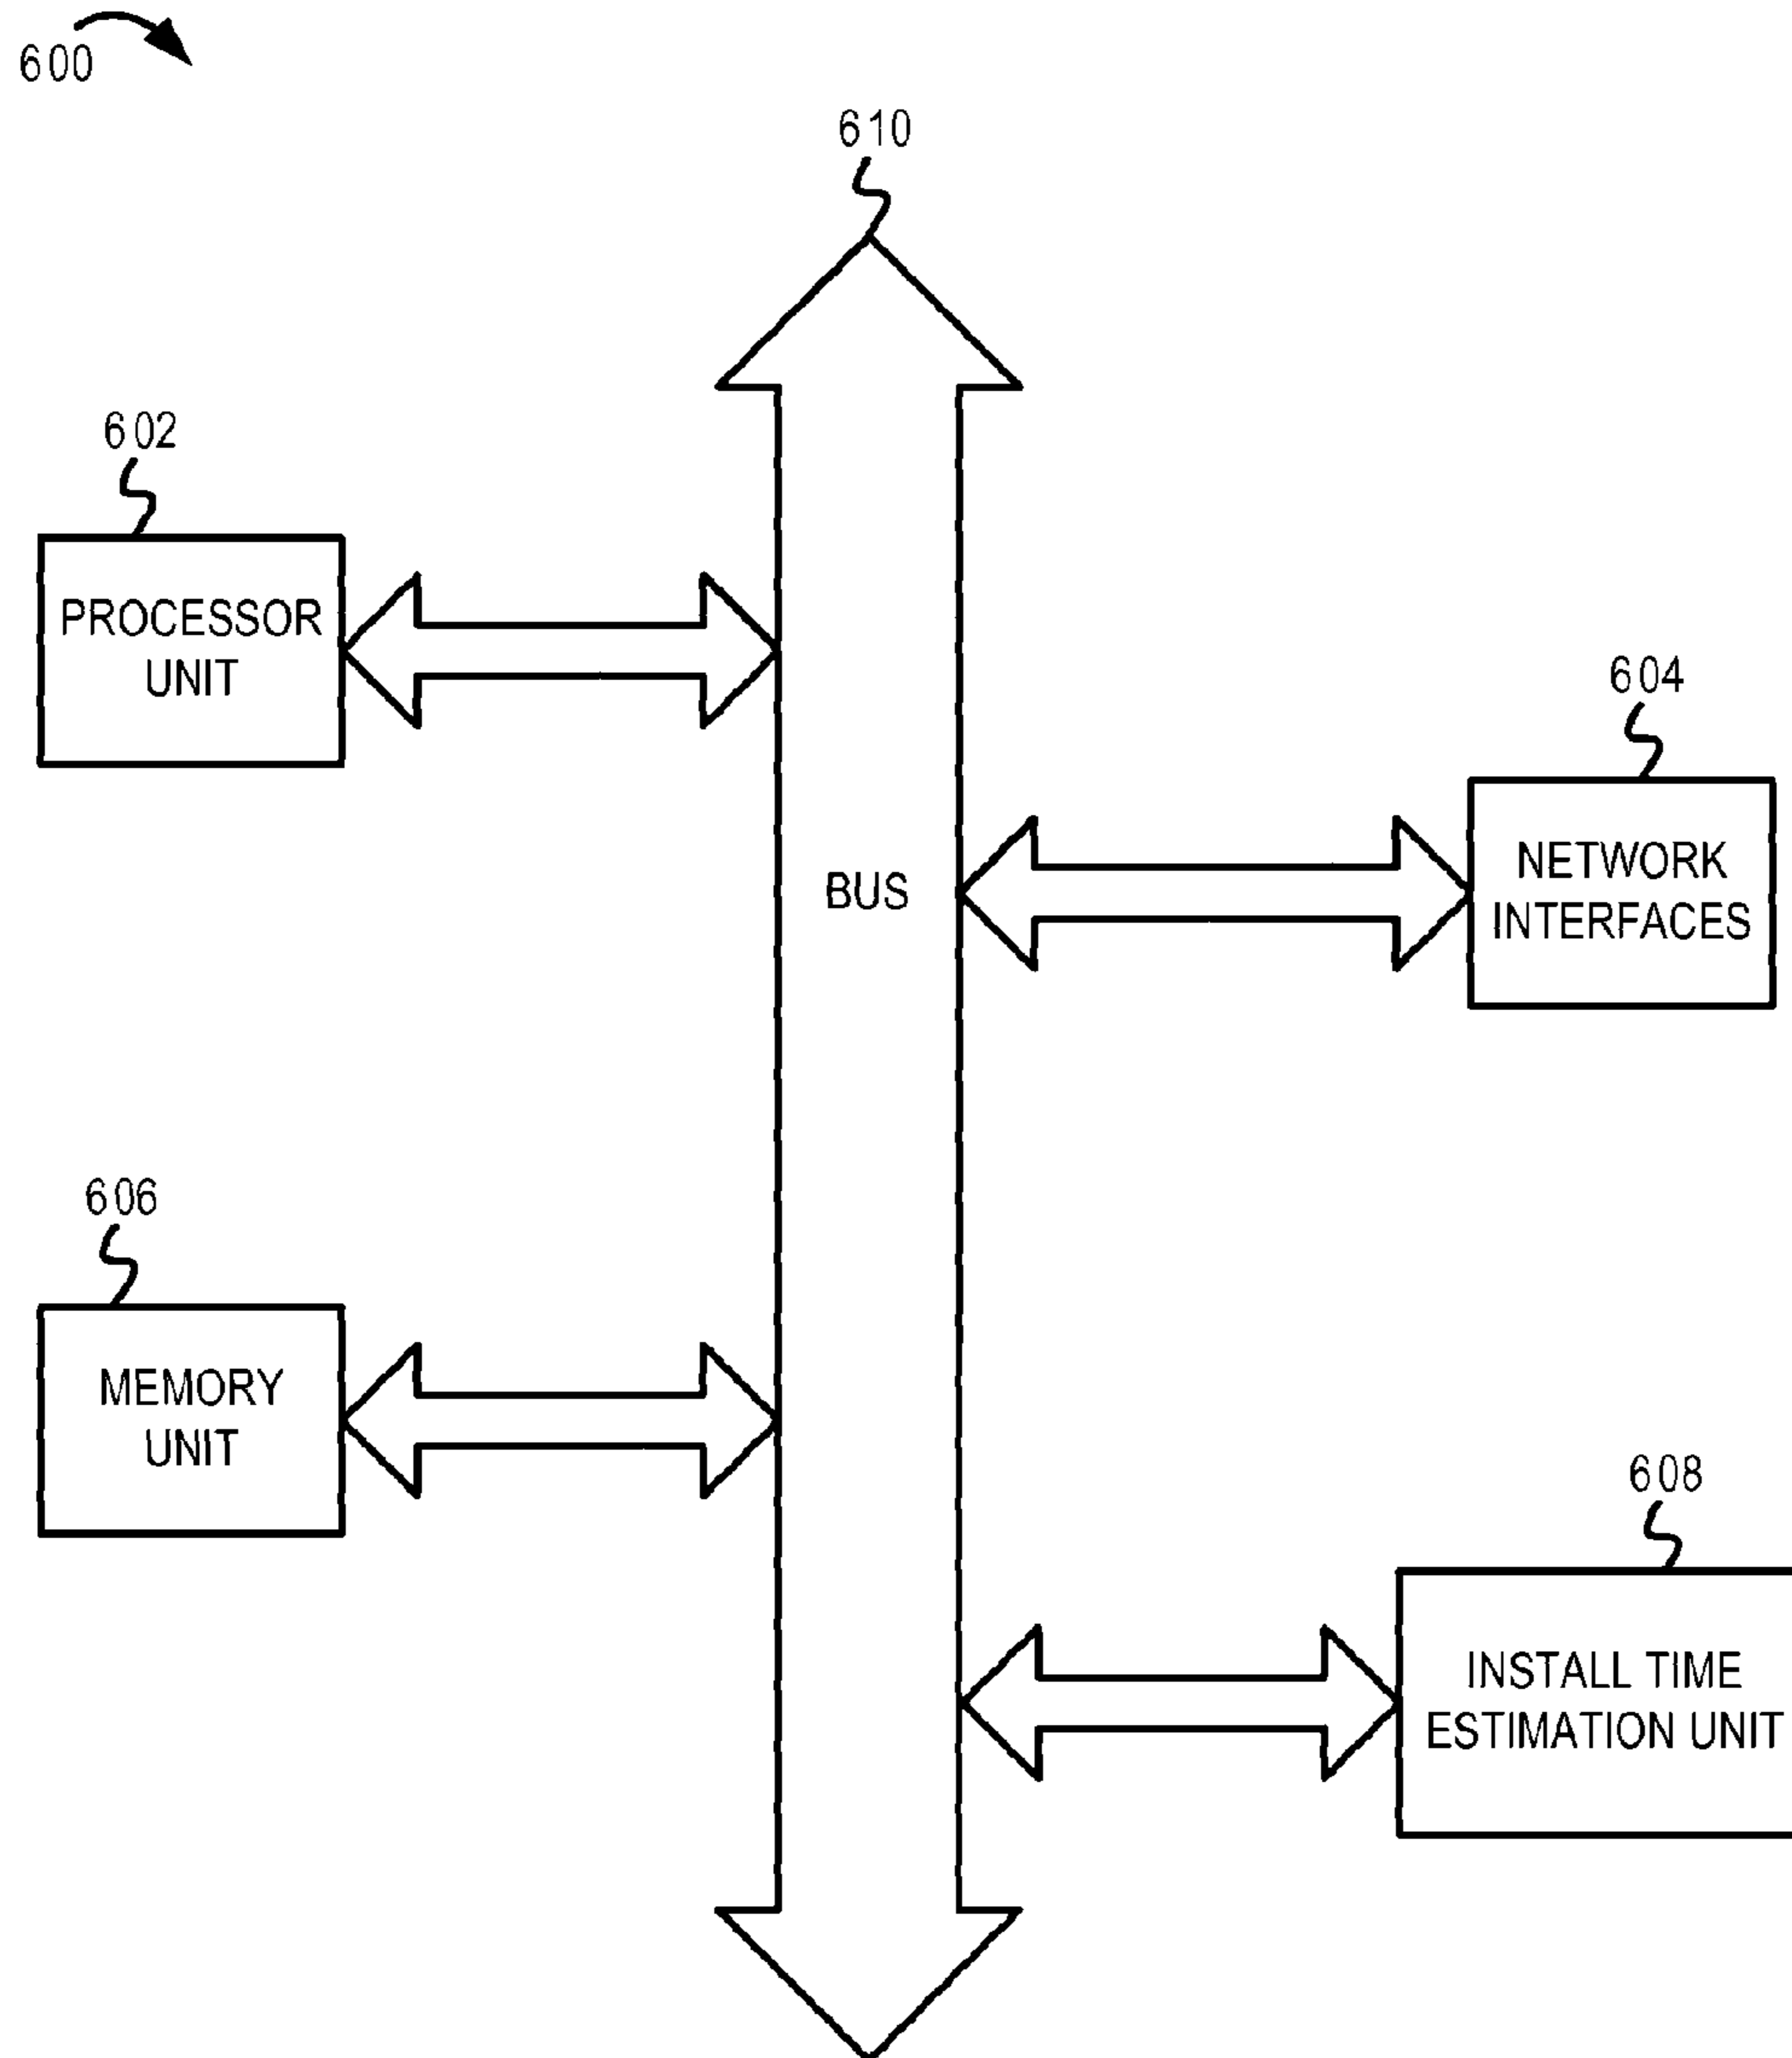 600
610
602
PROCESSOR
UNIT
604
NETWORK
INTERFACES
BUS
606
MEMORY
UNIT
608
INSTALL TIME
ESTIMATION UNIT